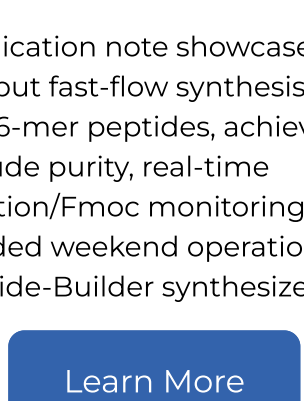 ication note showcase
out fast-flow synthesis
6-mer peptides, achiev
ude purity, real-time
tion/Fmoc monitoring
ded weekend operatio
ide-Builder synthesize
Learn More